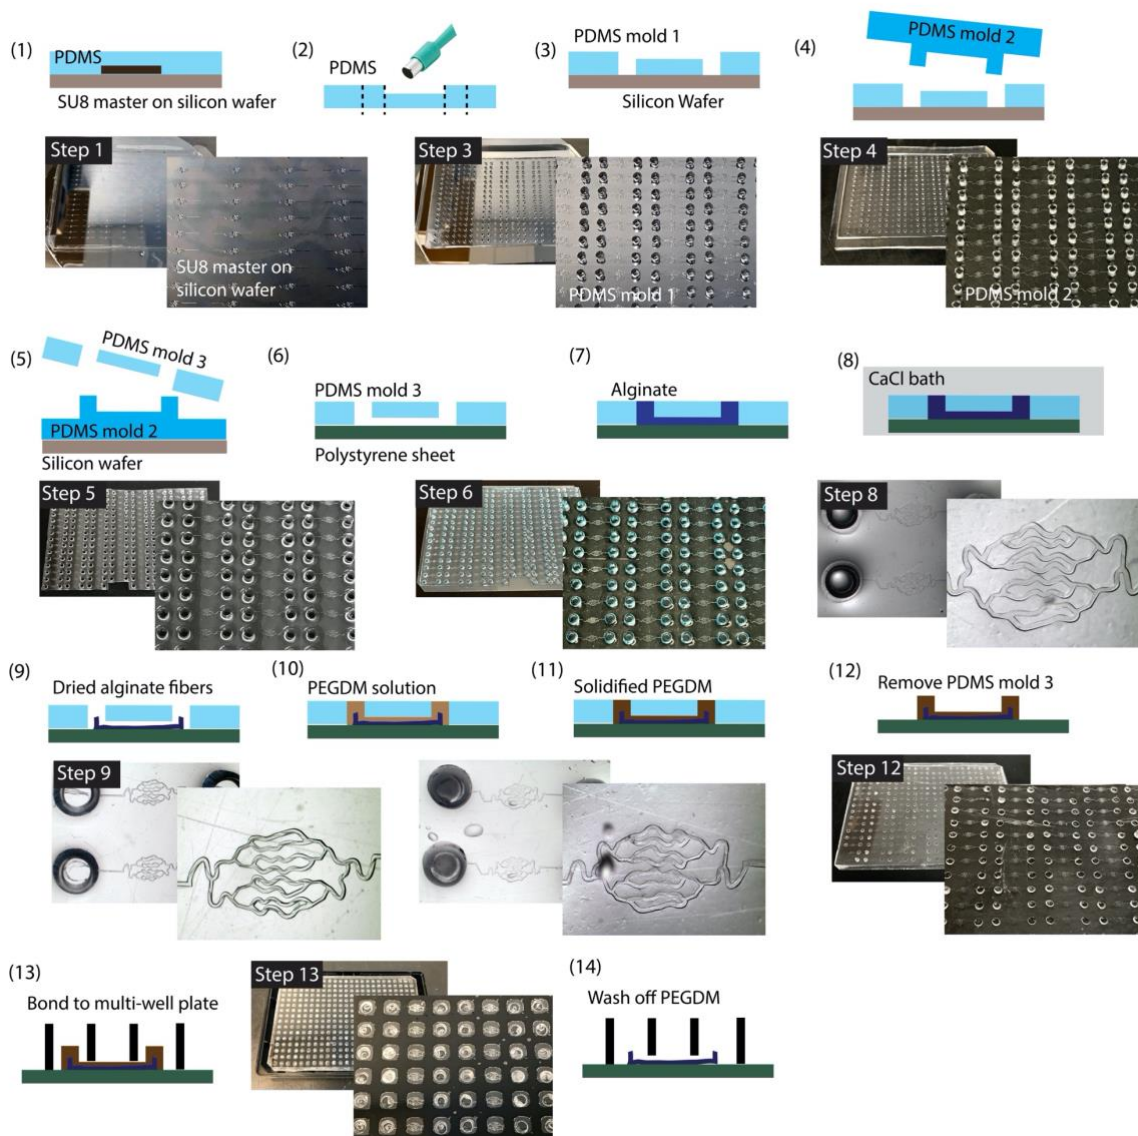 (1)
PDMS
SU8 master on silicon wafer
(2)
PDMS
(3)
PDMS mold 1
Silicon Wafer
(4)
PDMS mold 2
Step 1
SU8 master on
silicon wafer
Step 3
PDMS mold 1
Step 4
PDMS mold 2
(5)
PDMS mold 3
PDMS mold 2
Silicon wafer
(6)
PDMS mold 3
Polystyrene sheet
(7)
Alginate
(8)
CaCl bath
Step 5
Step 6
Step 8
(9)
Dried alginate fibers
(10)
PEGDM solution
(11)
Solidified PEGDM
(12)
Remove PDMS mold 3
Step 9
Step 12
(13)
Bond to multi-well plate
Step 13
(14)
Wash off PEGDM